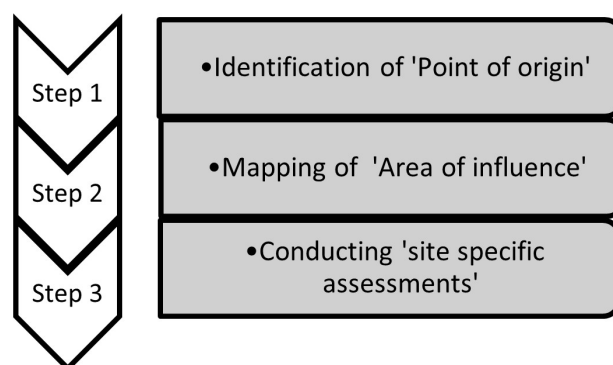 Step 1
•Identification of 'Point of origin'
Step 2
•Mapping of 'Area of influence'
Step 3
•Conducting 'site specific
assessments'